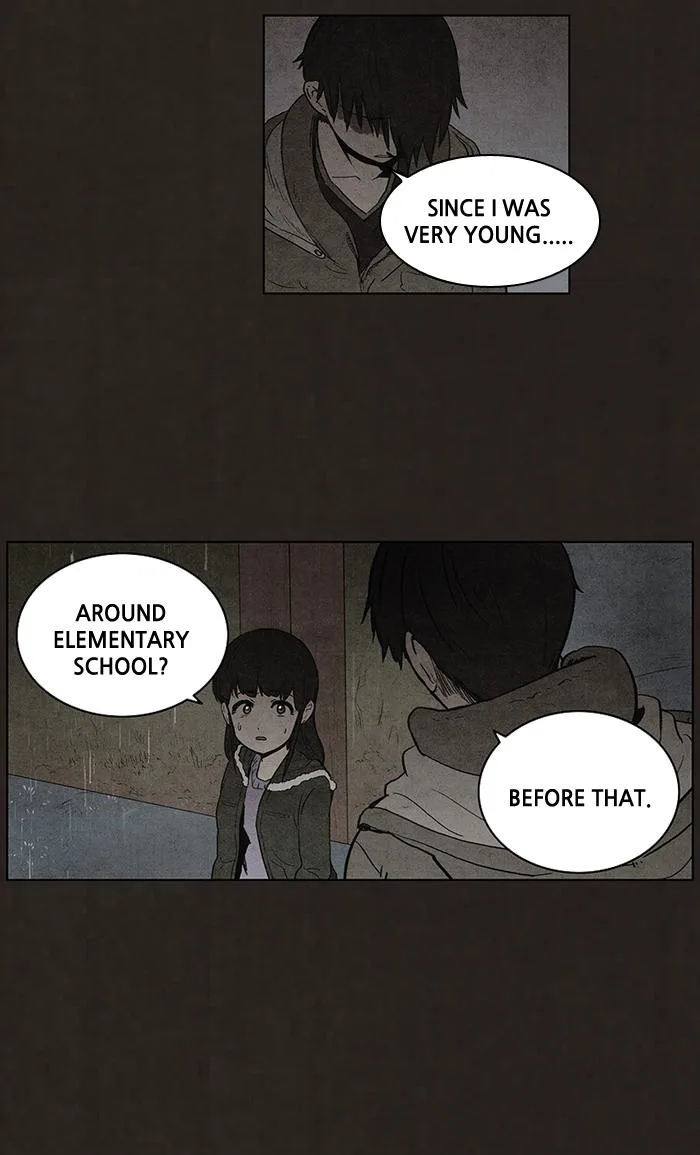 SINCE I WAS
VERY YOUNG.....
AROUND
ELEMENTARY
SCHOOL?
BEFORE THAT.